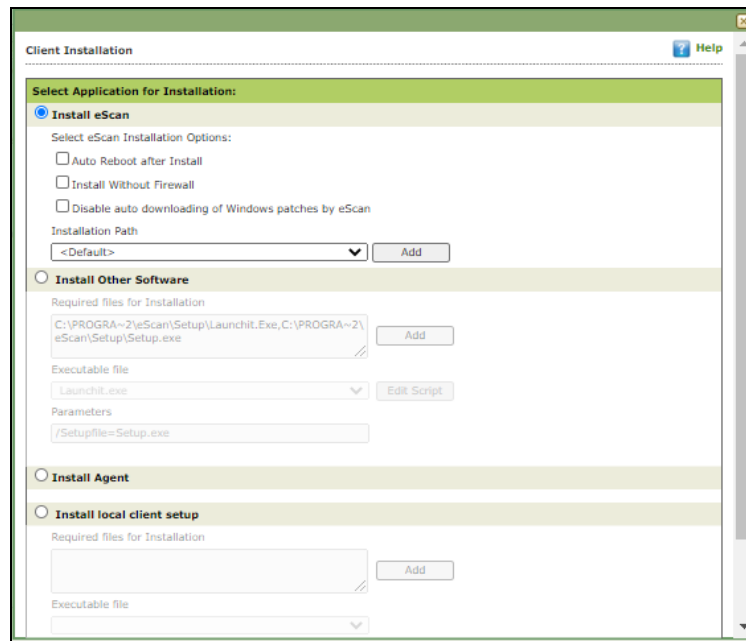 Client Installation
Help
Select Application for Installation:
Install eScan
Select eScan Installation Options:
Auto Reboot after Install
Install Without Firewall
Disable auto downloading of Windows patches by eScan
Installation Path
<Default>
Add
Install Other Software
Required files for Installation
C:\PROGRA~2\eScan\Setup\Launchit.Exe,C:\PROGRA~2\
eScan\Setup\Setup.exe
Add
Executable file
Launchit.exe
Edit Script
Parameters
/Setupfile=Setup.exe
Install Agent
Install local client setup
Required files for Installation
Add
Executable file